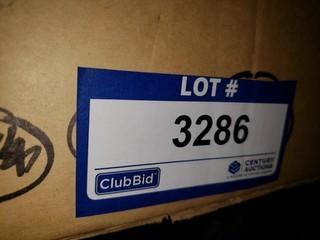 LOT #
3286
ClubBid
CENTURY
AUCTIONS